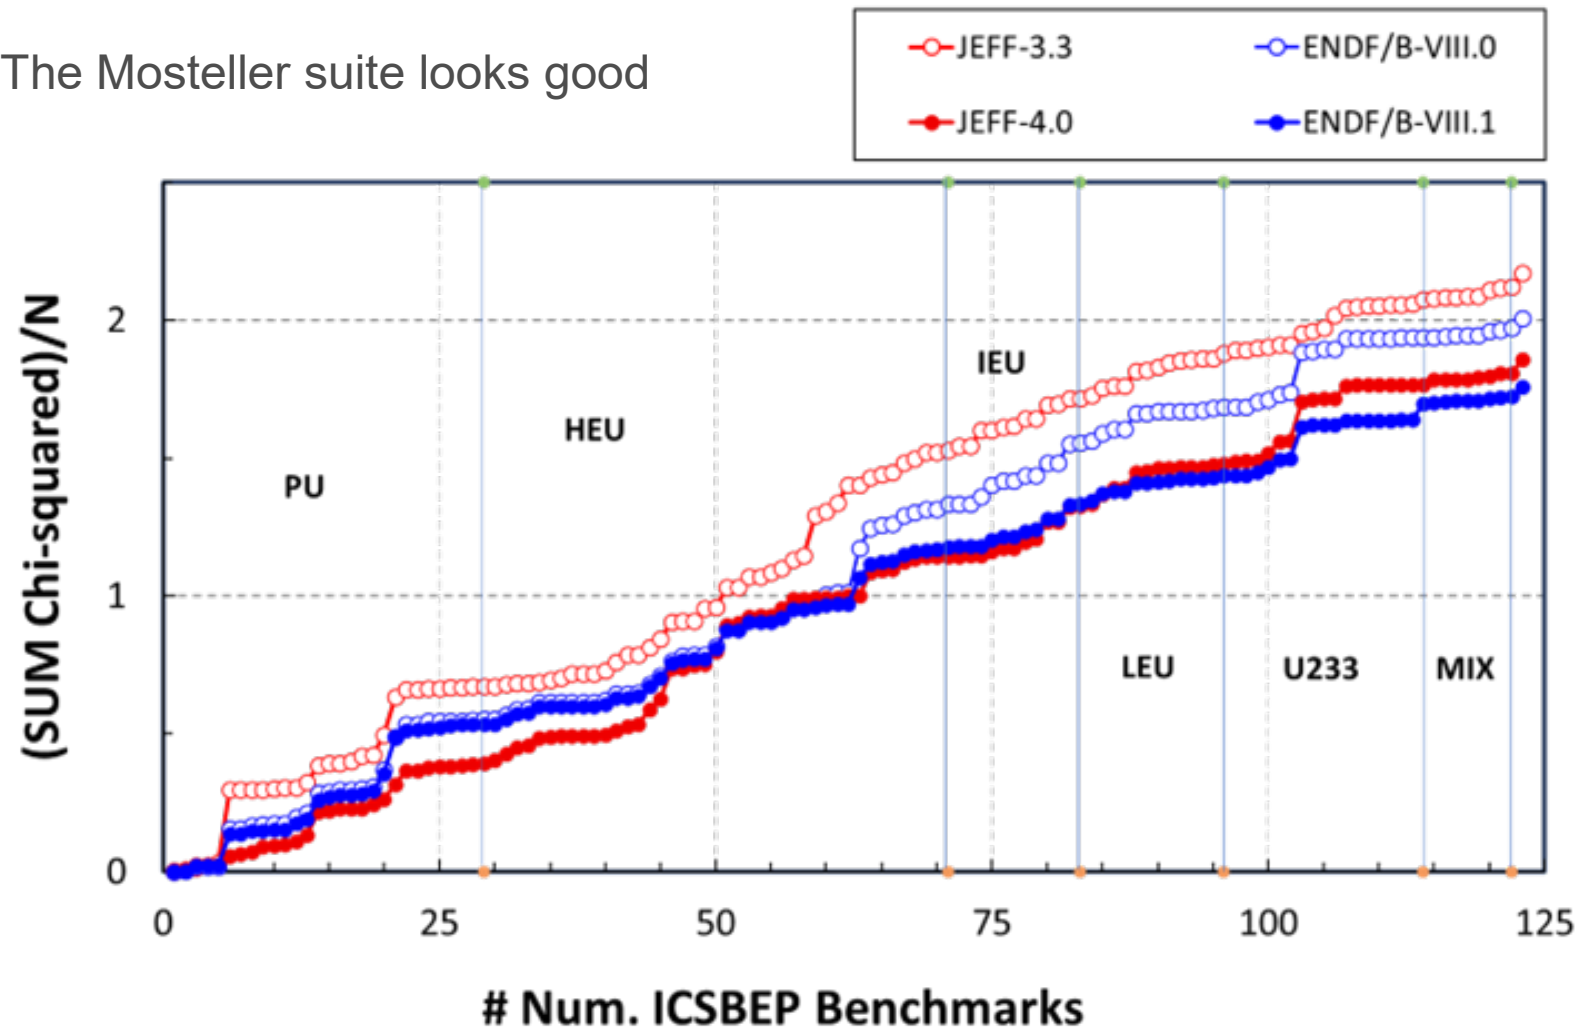 The Mosteller suite looks good
JEFF-3.3
ENDF/B-VIII.0
JEFF-4.0
ENDF/B-VIII.1
(SUM Chi-squared)/N
2
1
0
PU
HEU
IEU
LEU
U233
MIX
0
25
50
75
100
125
# Num. ICSBEP Benchmarks